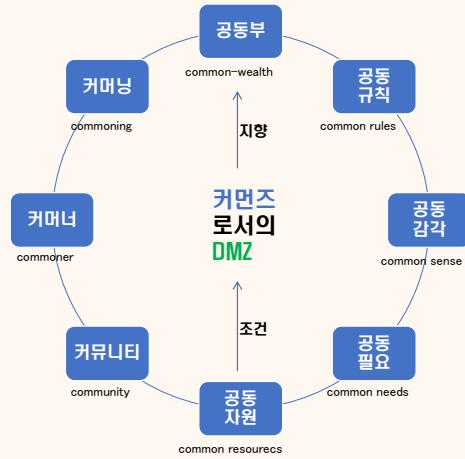 공동부
common-wealth
커머닝
commoning
공동
규칙
common rules
지향
커먼즈
로서의
DMZ
커머너
commoner
공동
감각
common sense
조건
커뮤니티
community
공동
필요
common needs
공동
자원
common resourecs